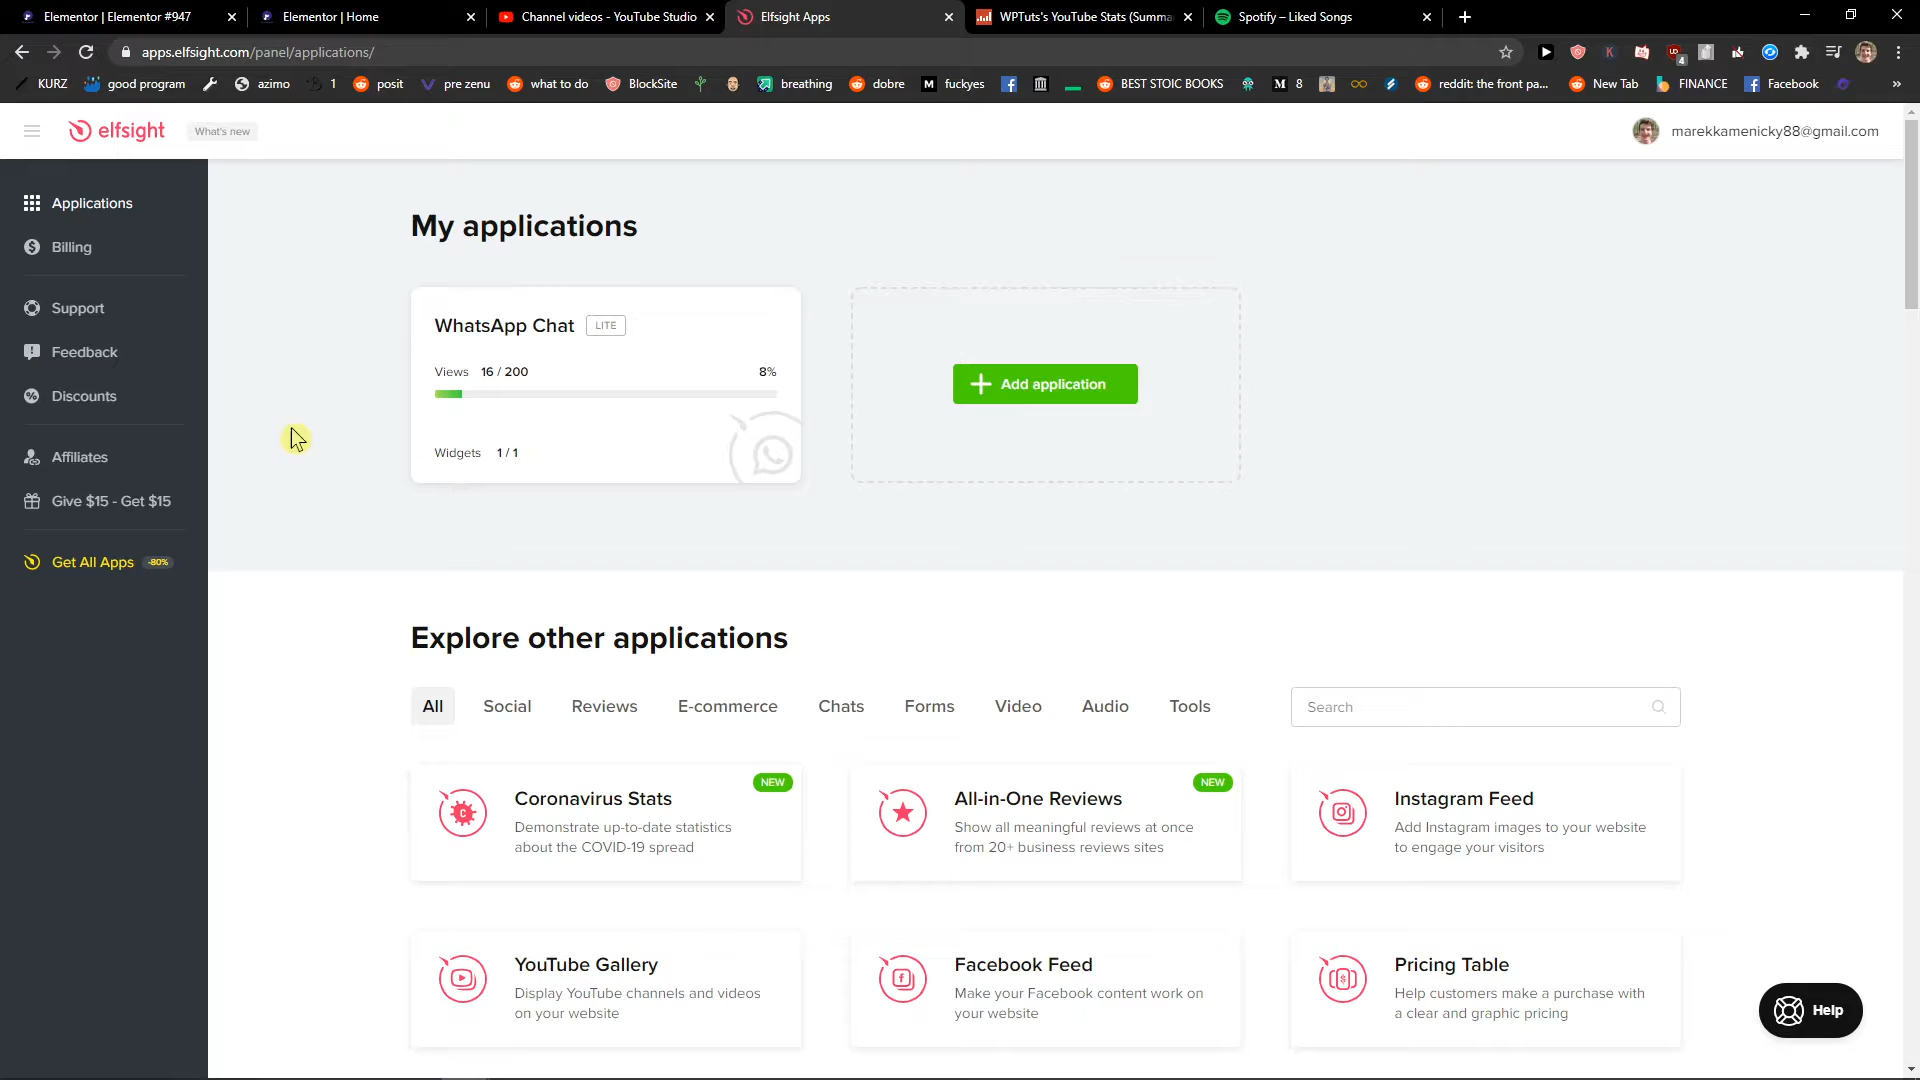 Elementor | Elementor #947
Elementor | Home
Channel videos - YouTube Studio
Elfsight Apps
WPTuts's YouTube Stats (Summa
Spotify – Liked Songs
apps.elfsight.com/panel/applications/
KURZ
good program
azimo
1
posit
pre zenu
what to do
BlockSite
breathing
dobre
fuckyes
BEST STOIC BOOKS
8
reddit: the front pa...
New Tab
FINANCE
Facebook
»
elfsight
What's new
marekkamenicky88@gmail.com
Applications
Billing
Support
Feedback
Discounts
Affiliates
Give $15 - Get $15
Get All Apps -80%
My applications
WhatsApp Chat LITE
Views 16 / 200 8%
Widgets 1 / 1
Add application
Explore other applications
All Social Reviews E-commerce Chats Forms Video Audio Tools
Search
NEW
Coronavirus Stats
Demonstrate up-to-date statistics
about the COVID-19 spread
NEW
All-in-One Reviews
Show all meaningful reviews at once
from 20+ business reviews sites
Instagram Feed
Add Instagram images to your website
to engage your visitors
YouTube Gallery
Display YouTube channels and videos
on your website
Facebook Feed
Make your Facebook content work on
your website
Pricing Table
Help customers make a purchase with
a clear and graphic pricing
Help